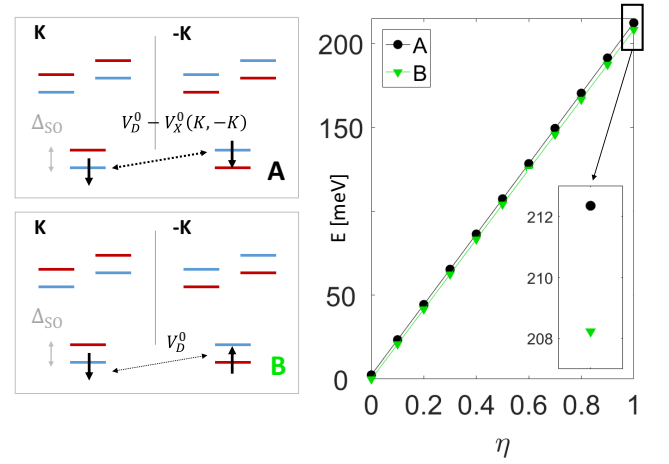 K
-K
Δ_SO
V_D^0 − V_X^0(K, −K)
A
K
-K
Δ_SO
V_D^0
B
A
B
E [meV]
200
150
50
0
212
210
208
0
0.2
0.4
0.6
0.8
1
η